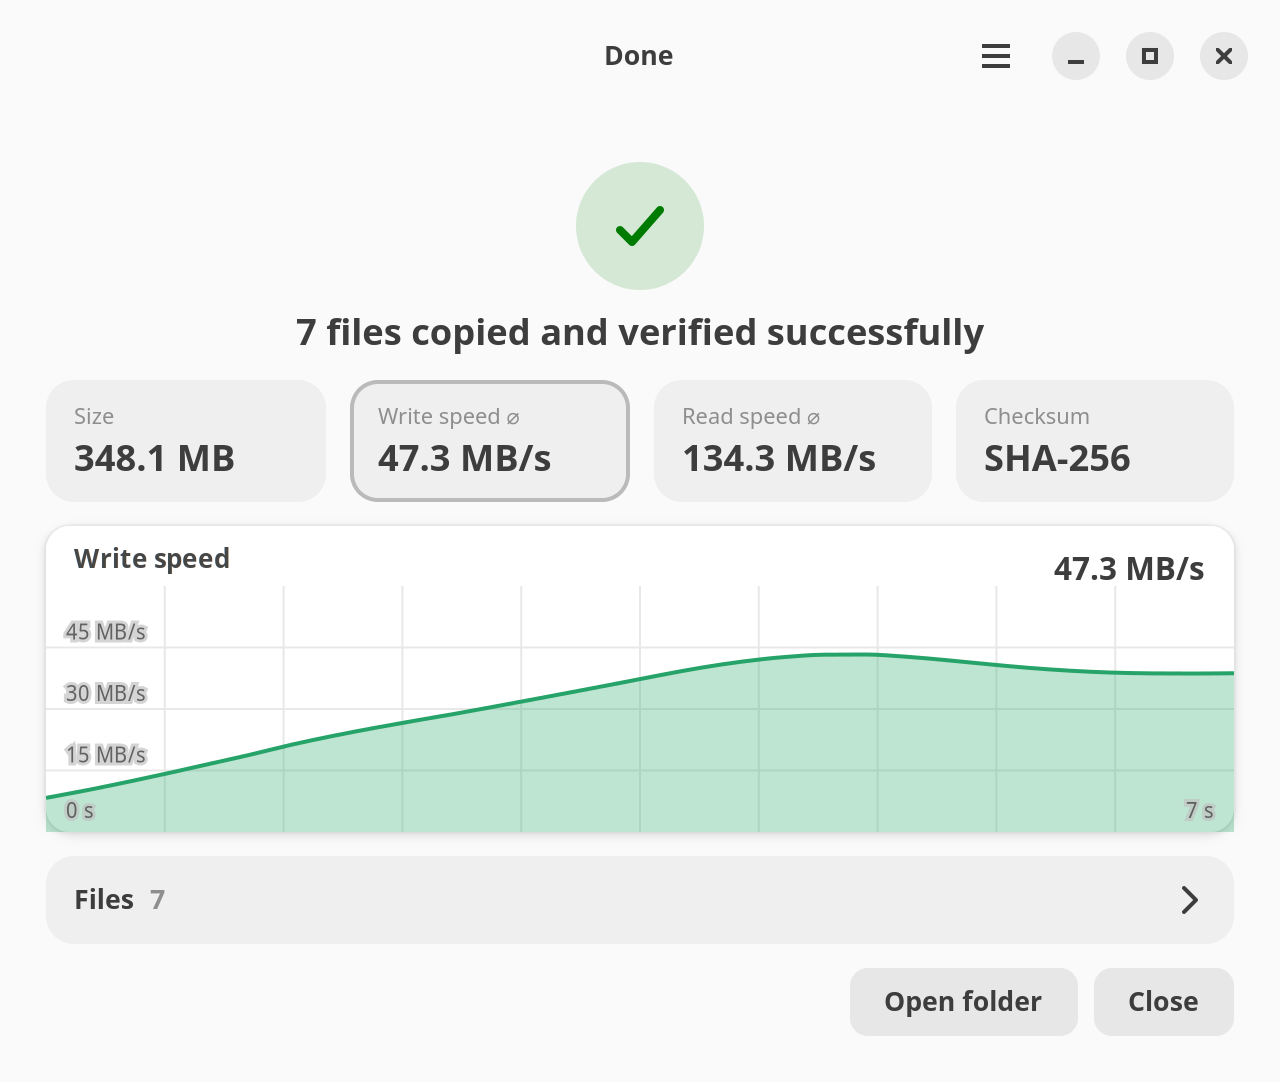 Done
7 files copied and verified successfully
Size
348.1 MB
Write speed ⌀
47.3 MB/s
Read speed ⌀
134.3 MB/s
Checksum
SHA-256
Write speed
47.3 MB/s
45 MB/s
30 MB/s
15 MB/s
0 s
7 s
Files 7
Open folder
Close